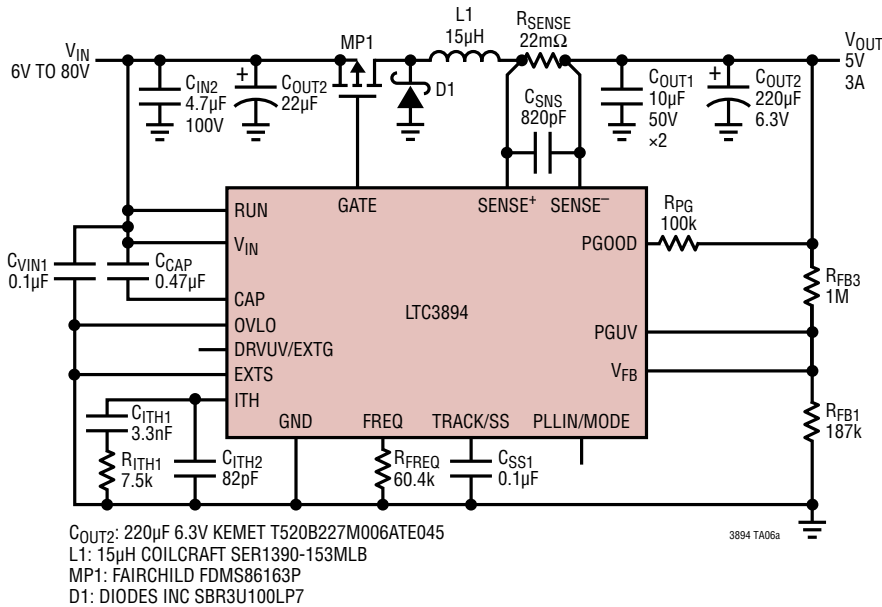 L1
15µH
RSENSE
22mΩ
VIN
6V TO 80V
MP1
VOUT
5V
3A
CIN2
4.7µF
100V
+
COUT2
22µF
D1
CSNS
820pF
COUT1
10µF
50V
×2
+
COUT2
220µF
6.3V
RUN
GATE
SENSE+
SENSE–
RPG
100k
VIN
PGOOD
CVIN1
0.1µF
CCAP
0.47µF
RFB3
1M
CAP
LTC3894
OVLO
PGUV
DRVUV/EXTG
EXTS
VFB
ITH
CITH1
3.3nF
GND
FREQ
TRACK/SS
PLLIN/MODE
RFB1
187k
RITH1
7.5k
CITH2
82pF
RFREQ
60.4k
CSS1
0.1µF
COUT2: 220µF 6.3V KEMET T520B227M006ATE045
3894 TA06a
L1: 15µH COILCRAFT SER1390-153MLB
MP1: FAIRCHILD FDMS86163P
D1: DIODES INC SBR3U100LP7